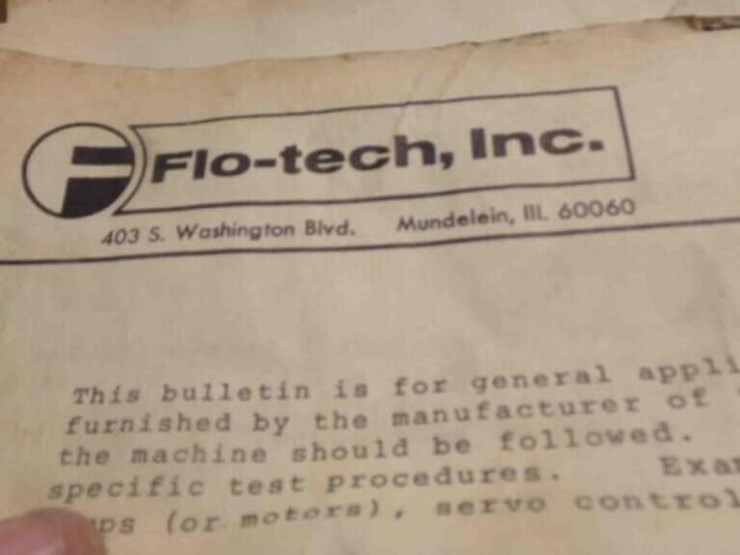 Flo-tech, Inc.
403 S. Washington Blvd. Mundelein, Ill. 60060
This bulletin is for general
furnished by the manufacturer of
the machine should be followed.
specific test procedures.
(or motors), servo